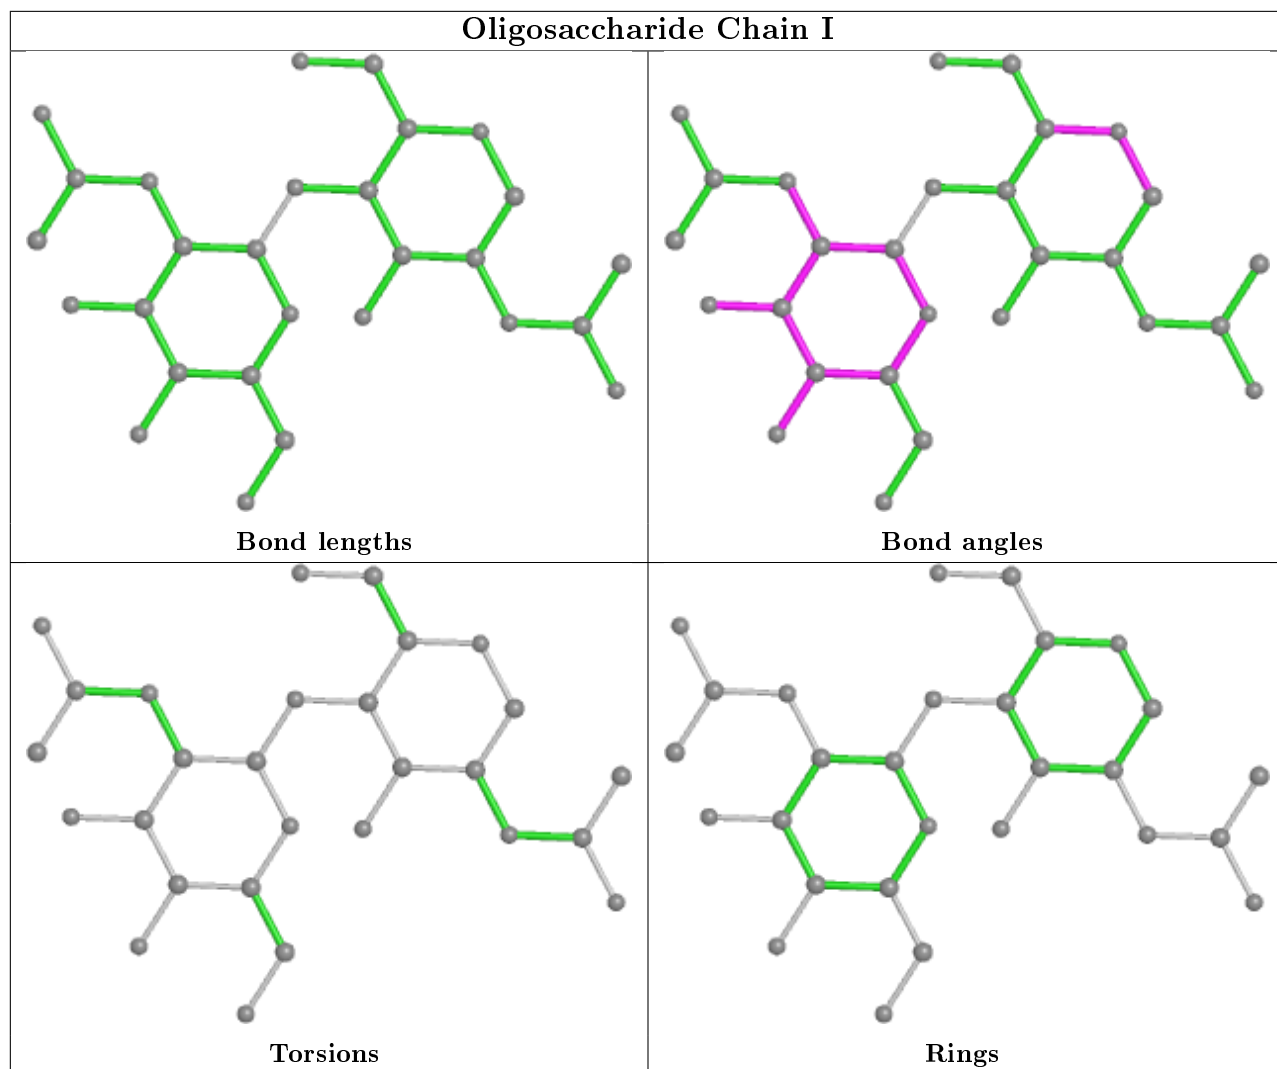 Oligosaccharide Chain I
Bond lengths
Bond angles
Torsions
Rings